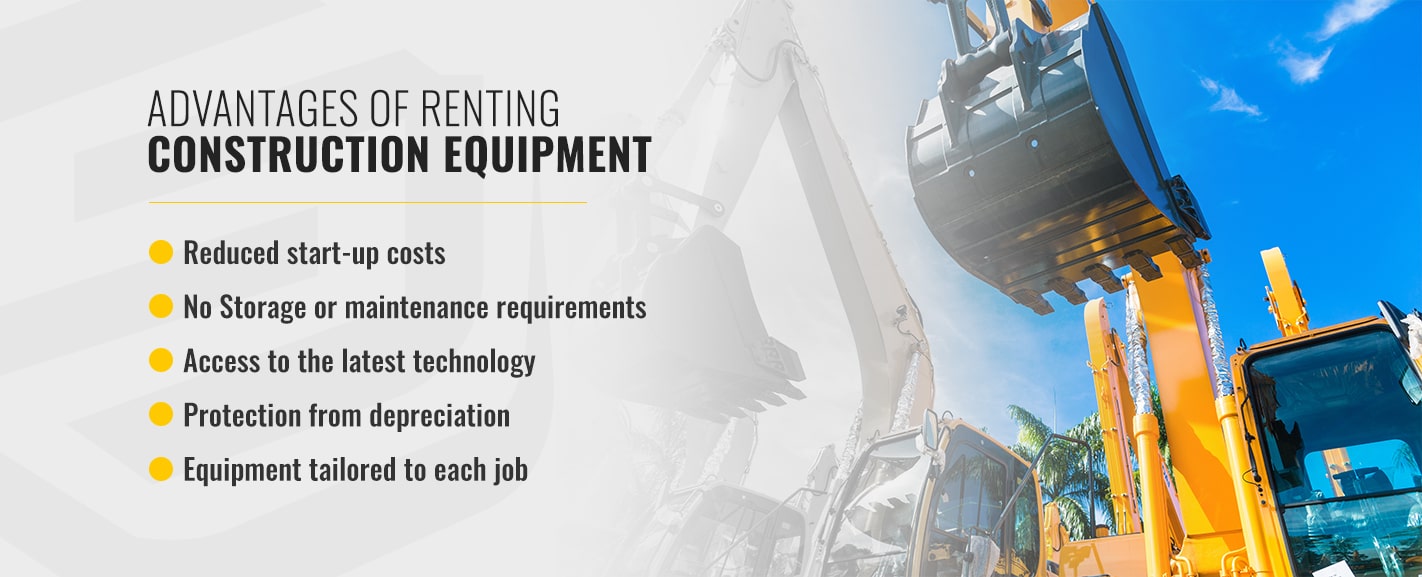 ADVANTAGES OF RENTING
CONSTRUCTION EQUIPMENT
Reduced start-up costs
No Storage or maintenance requirements
Access to the latest technology
Protection from depreciation
Equipment tailored to each job